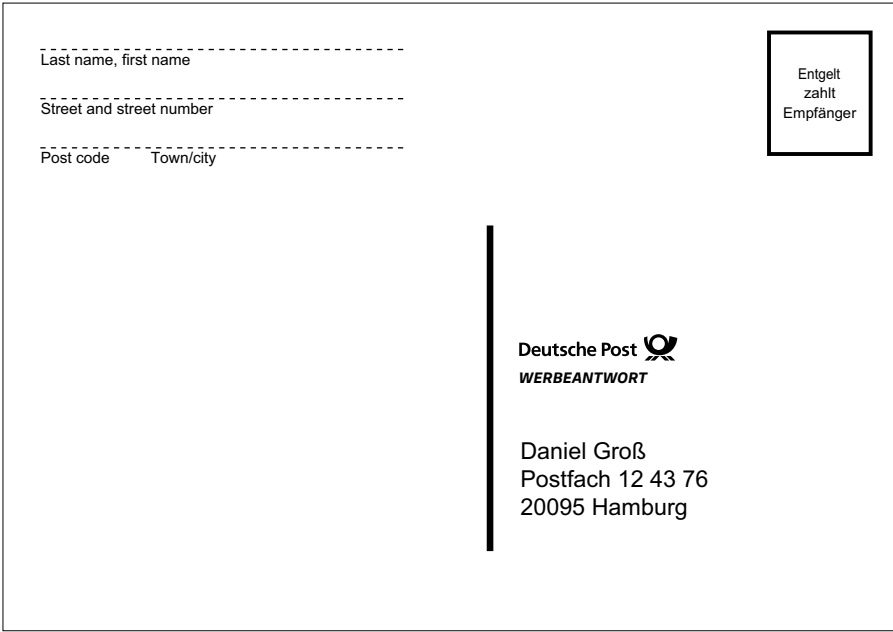 Last name, first name
Street and street number
Post code Town/city
Entgelt
zahlt
Empfänger
Deutsche Post
WERBEANTWORT
Daniel Groß
Postfach 12 43 76
20095 Hamburg